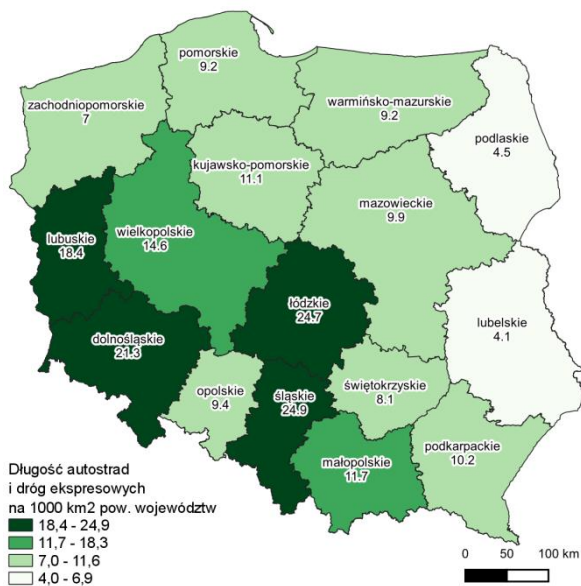 pomorskie
9.2
warmińsko-mazurskie
9.2
zachodniopomorskie
7
podlaskie
4.5
kujawsko-pomorskie
11.1
mazowieckie
9.9
lubuskie
18.4
wielkopolskie
14.6
łódzkie
24.7
lubelskie
4.1
dolnośląskie
21.3
opolskie
9.4
śląskie
24.9
świętokrzyskie
8.1
małopolskie
11.7
podkarpackie
10.2
Długość autostrad
i dróg ekspresowych
na 1000 km2 pow. województw
18,4 - 24,9
11,7 - 18,3
7,0 - 11,6
4,0 - 6,9
0 50 100 km